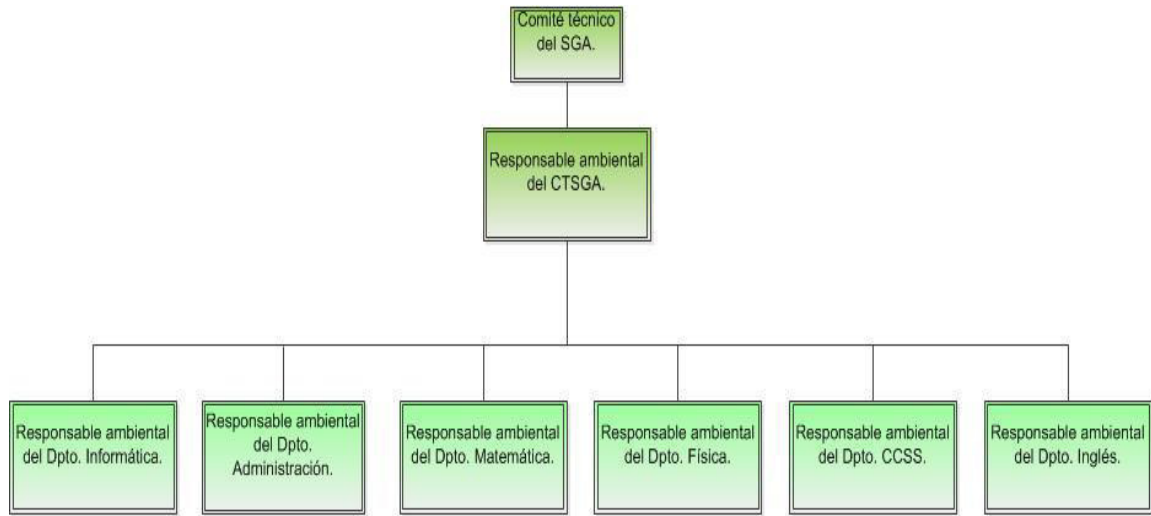 Comité técnico
del SGA.
Responsable ambiental
del CTSGA.
Responsable ambiental
del Dpto. Informática.
Responsable ambiental
del Dpto.
Administración.
Responsable ambiental
del Dpto. Matemática.
Responsable ambiental
del Dpto. Física.
Responsable ambiental
del Dpto. CCSS.
Responsable ambiental
del Dpto. Inglés.